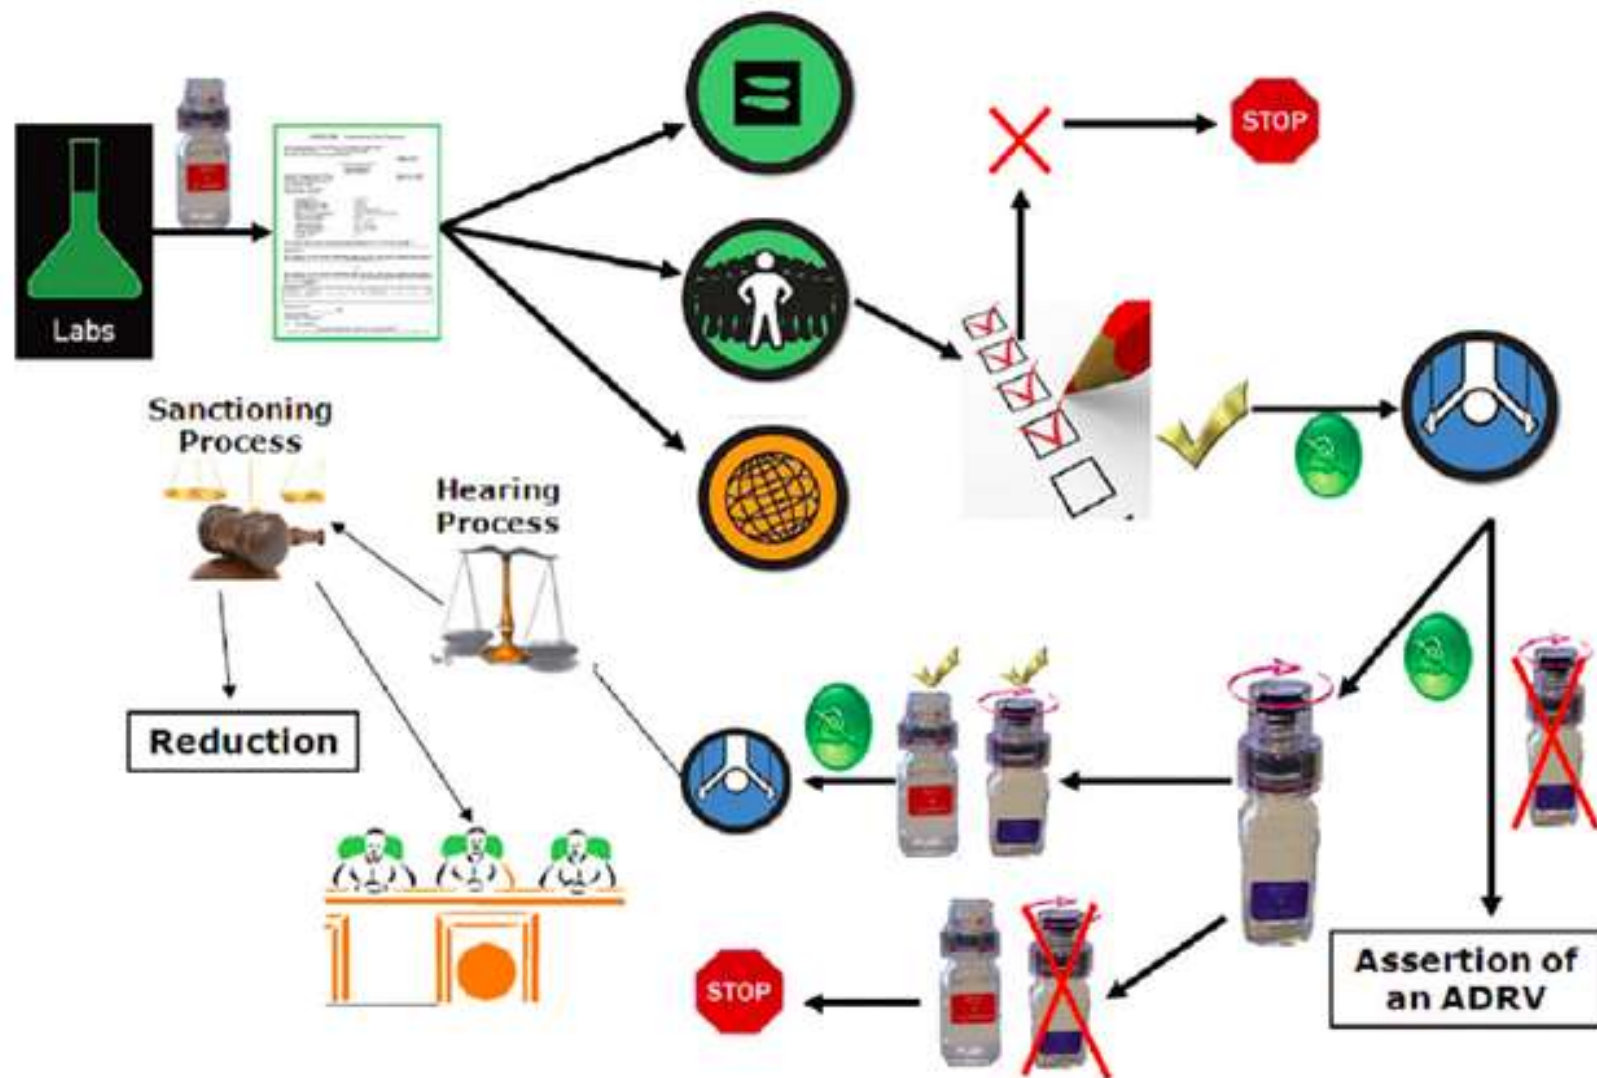 Labs
STOP
Sanctioning
Process
Hearing
Process
Reduction
STOP
Assertion of
an ADRV